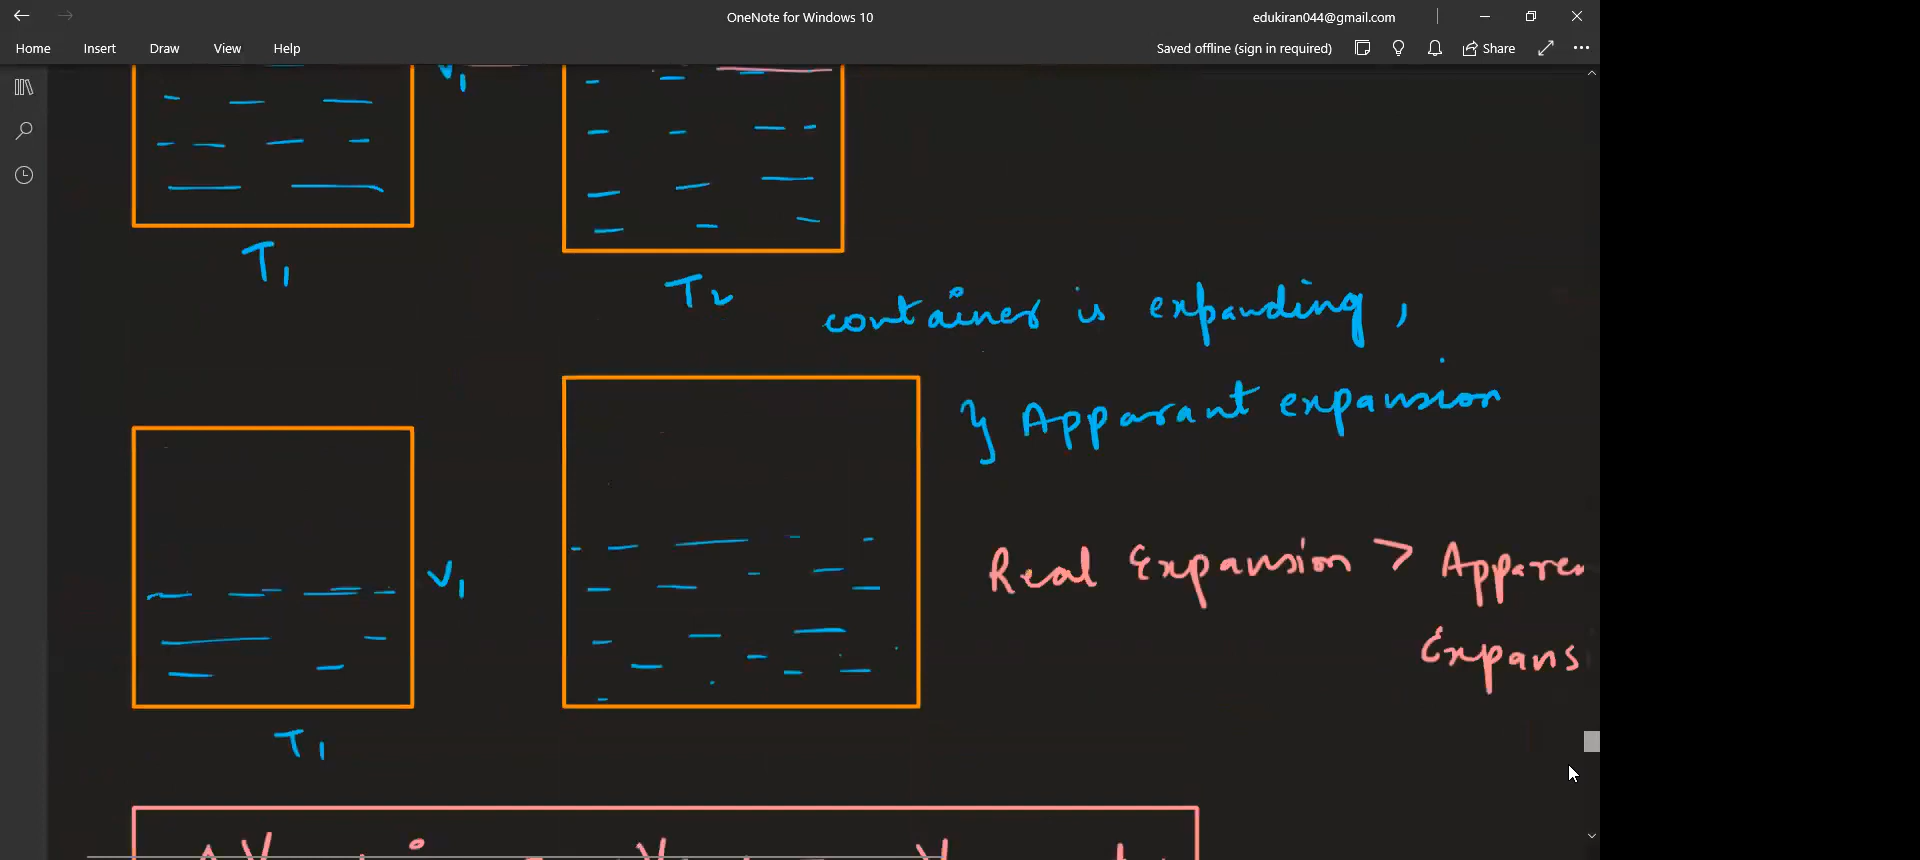 OneNote for Windows 10
edukiran044@gmail.com
Home Insert Draw View Help
Saved offline (sign in required) Share
V1
T1
T2
container is expanding,
} Apparant expansion
V1
Real Expansion > Appare
Expans
T1